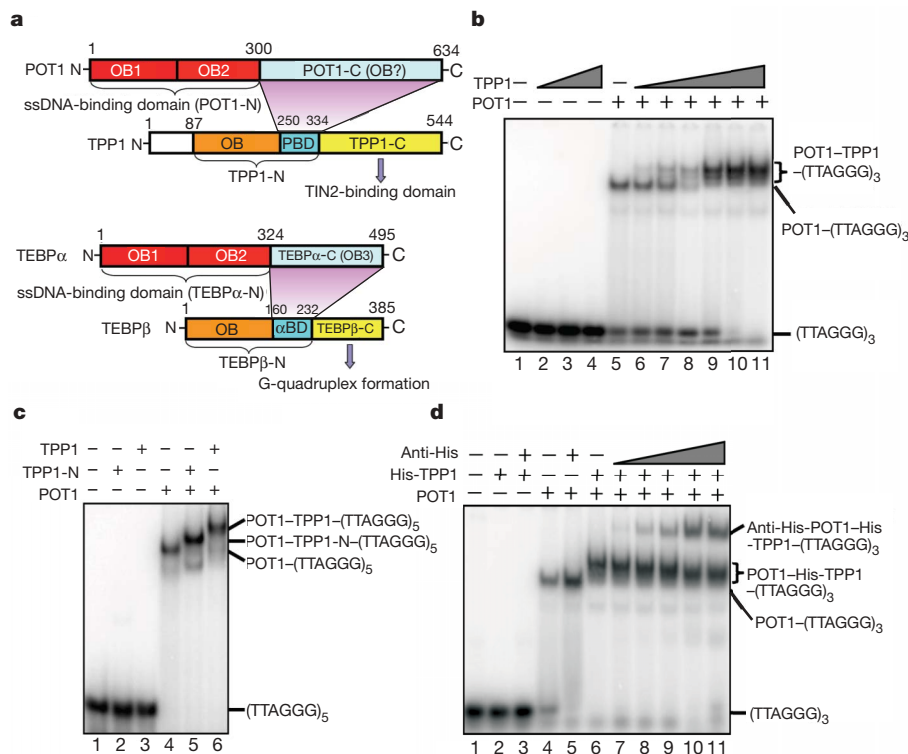 a
1 300 634
POT1 N OB1 OB2 POT1-C (OB?) C
ssDNA-binding domain (POT1-N)
1 87 250 334 544
TPP1 N OB PBD TPP1-C C
TPP1-N
TIN2-binding domain
1 324 495
TEBPα N OB1 OB2 TEBPα-C (OB3) C
ssDNA-binding domain (TEBPα-N)
1 160 232 385
TEBPβ N OB αBD TEBPβ-C C
TEBPβ-N
G-quadruplex formation
b
TPP1 – –
POT1 – – – – + + + + + + +
POT1–TPP1
–(TTAGGG)3
POT1–(TTAGGG)3
(TTAGGG)3
1 2 3 4 5 6 7 8 9 10 11
c
TPP1 – – + – – +
TPP1-N – + – – + –
POT1 – – – + + +
POT1–TPP1–(TTAGGG)5
POT1–TPP1-N–(TTAGGG)5
POT1–(TTAGGG)5
(TTAGGG)5
1 2 3 4 5 6
d
Anti-His – – + – + –
His-TPP1 – + + – – + + + + + +
POT1 – – – + + + + + + + +
Anti-His-POT1–His
-TPP1–(TTAGGG)3
POT1–His-TPP1
–(TTAGGG)3
POT1–(TTAGGG)3
(TTAGGG)3
1 2 3 4 5 6 7 8 9 10 11